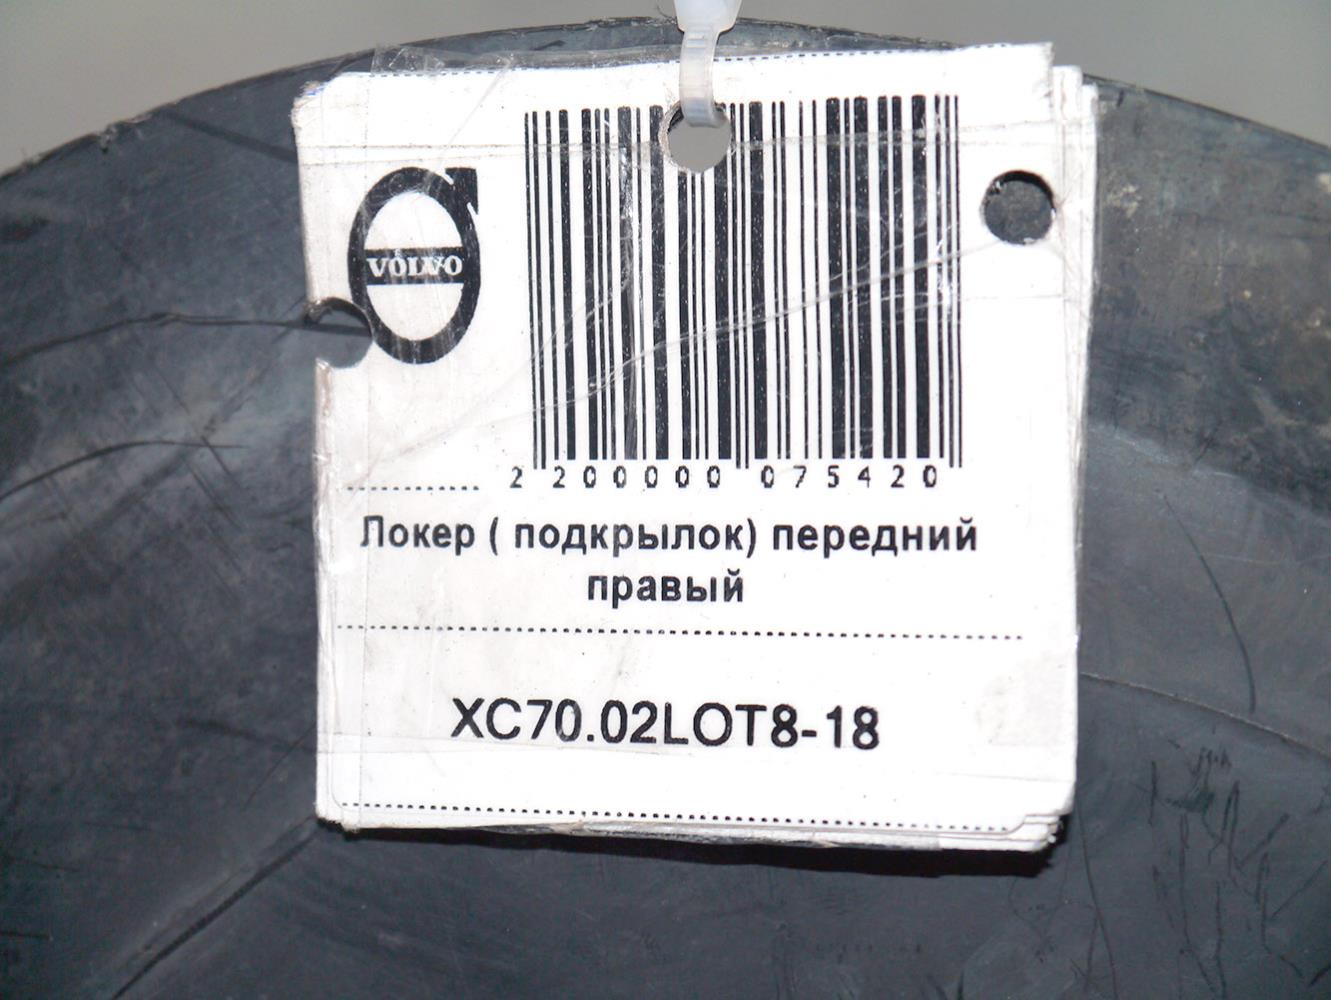 VOLVO
2 200000 075420
Локер ( подкрылок) передний
правый
XC70.02LOT8-18